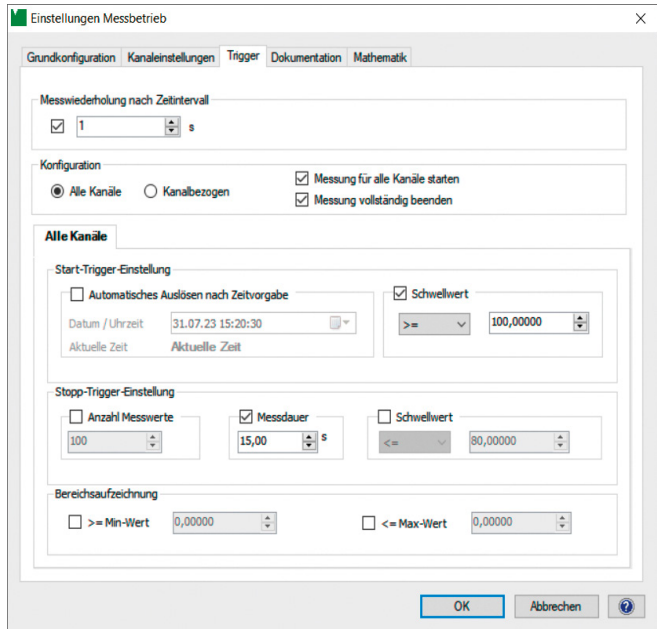 Einstellungen Messbetrieb
Grundkonfiguration Kanaleinstellungen Trigger Dokumentation Mathematik
Messwiederholung nach Zeitintervall
1 s
Konfiguration
Alle Kanäle Kanalbezogen
Messung für alle Kanäle starten
Messung vollständig beenden
Alle Kanäle
Start-Trigger-Einstellung
Automatisches Auslösen nach Zeitvorgabe
Datum / Uhrzeit 31.07.23 15:20:30
Aktuelle Zeit Aktuelle Zeit
Schwellwert
>= 100,00000
Stopp-Trigger-Einstellung
Anzahl Messwerte
100
Messdauer
15,00 s
Schwellwert
<= 80,00000
Bereichsaufzeichnung
>= Min-Wert 0,00000 <= Max-Wert 0,00000
OK Abbrechen ?